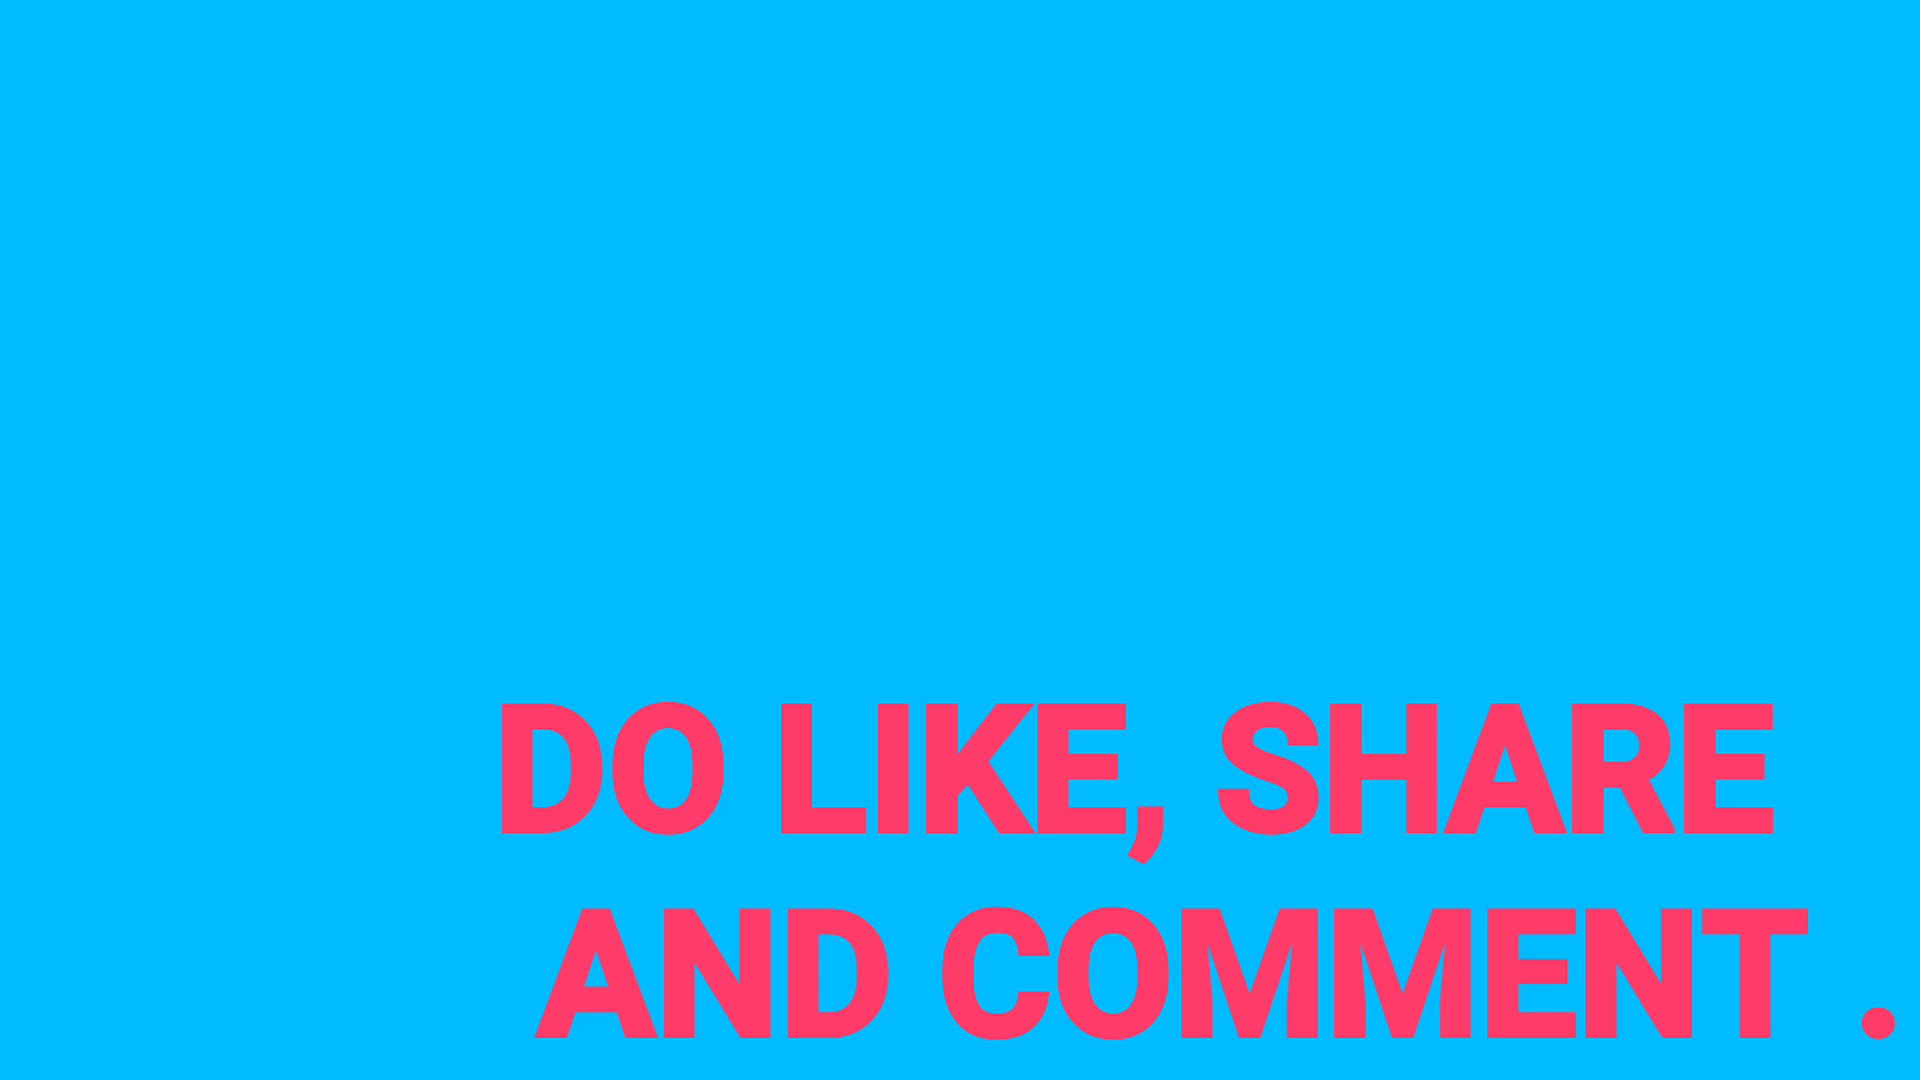 DO LIKE, SHARE
AND COMMENT .